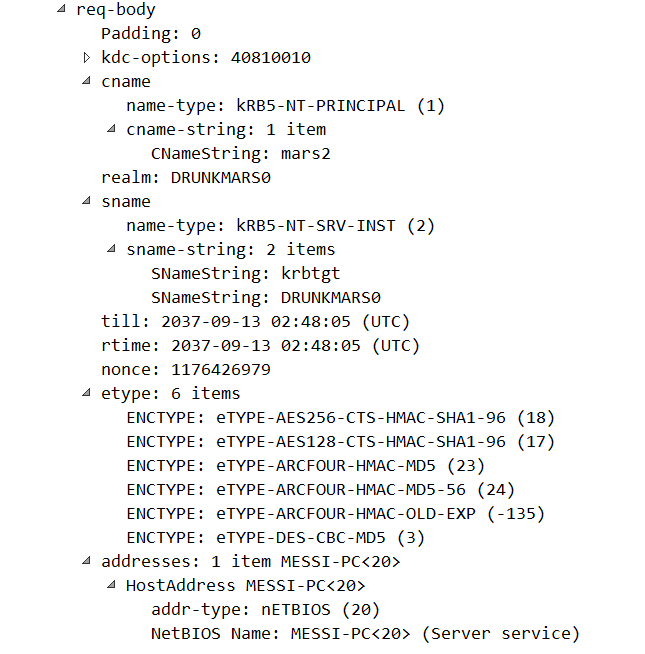 req-body
Padding: 0
kdc-options: 40810010
cname
name-type: kRB5-NT-PRINCIPAL (1)
cname-string: 1 item
CNameString: mars2
realm: DRUNKMARS0
sname
name-type: kRB5-NT-SRV-INST (2)
sname-string: 2 items
SNameString: krbtgt
SNameString: DRUNKMARS0
till: 2037-09-13 02:48:05 (UTC)
rtime: 2037-09-13 02:48:05 (UTC)
nonce: 1176426979
etype: 6 items
ENCTYPE: eTYPE-AES256-CTS-HMAC-SHA1-96 (18)
ENCTYPE: eTYPE-AES128-CTS-HMAC-SHA1-96 (17)
ENCTYPE: eTYPE-ARCFOUR-HMAC-MD5 (23)
ENCTYPE: eTYPE-ARCFOUR-HMAC-MD5-56 (24)
ENCTYPE: eTYPE-ARCFOUR-HMAC-OLD-EXP (-135)
ENCTYPE: eTYPE-DES-CBC-MD5 (3)
addresses: 1 item MESSI-PC<20>
HostAddress MESSI-PC<20>
addr-type: nETBIOS (20)
NetBIOS Name: MESSI-PC<20> (Server service)